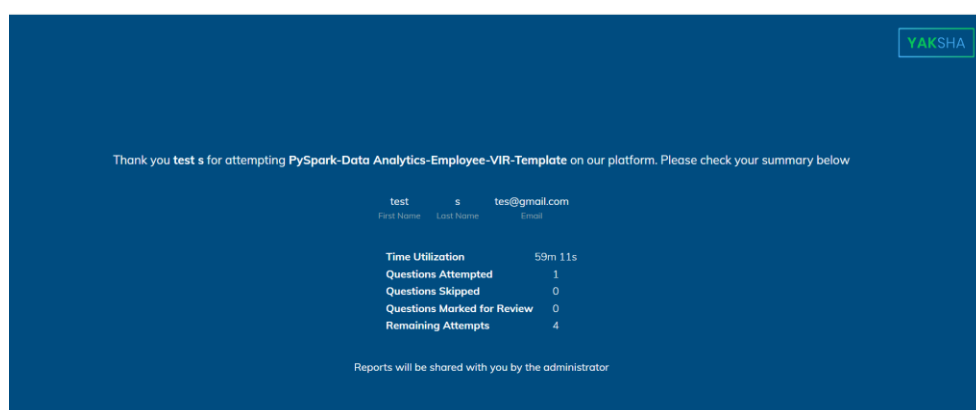 YAKSHA
Thank you test s for attempting PySpark-Data Analytics-Employee-VIR-Template on our platform. Please check your summary below
test s tes@gmail.com
First Name Last Name Email
Time Utilization 59m 11s
Questions Attempted 1
Questions Skipped 0
Questions Marked for Review 0
Remaining Attempts 4
Reports will be shared with you by the administrator